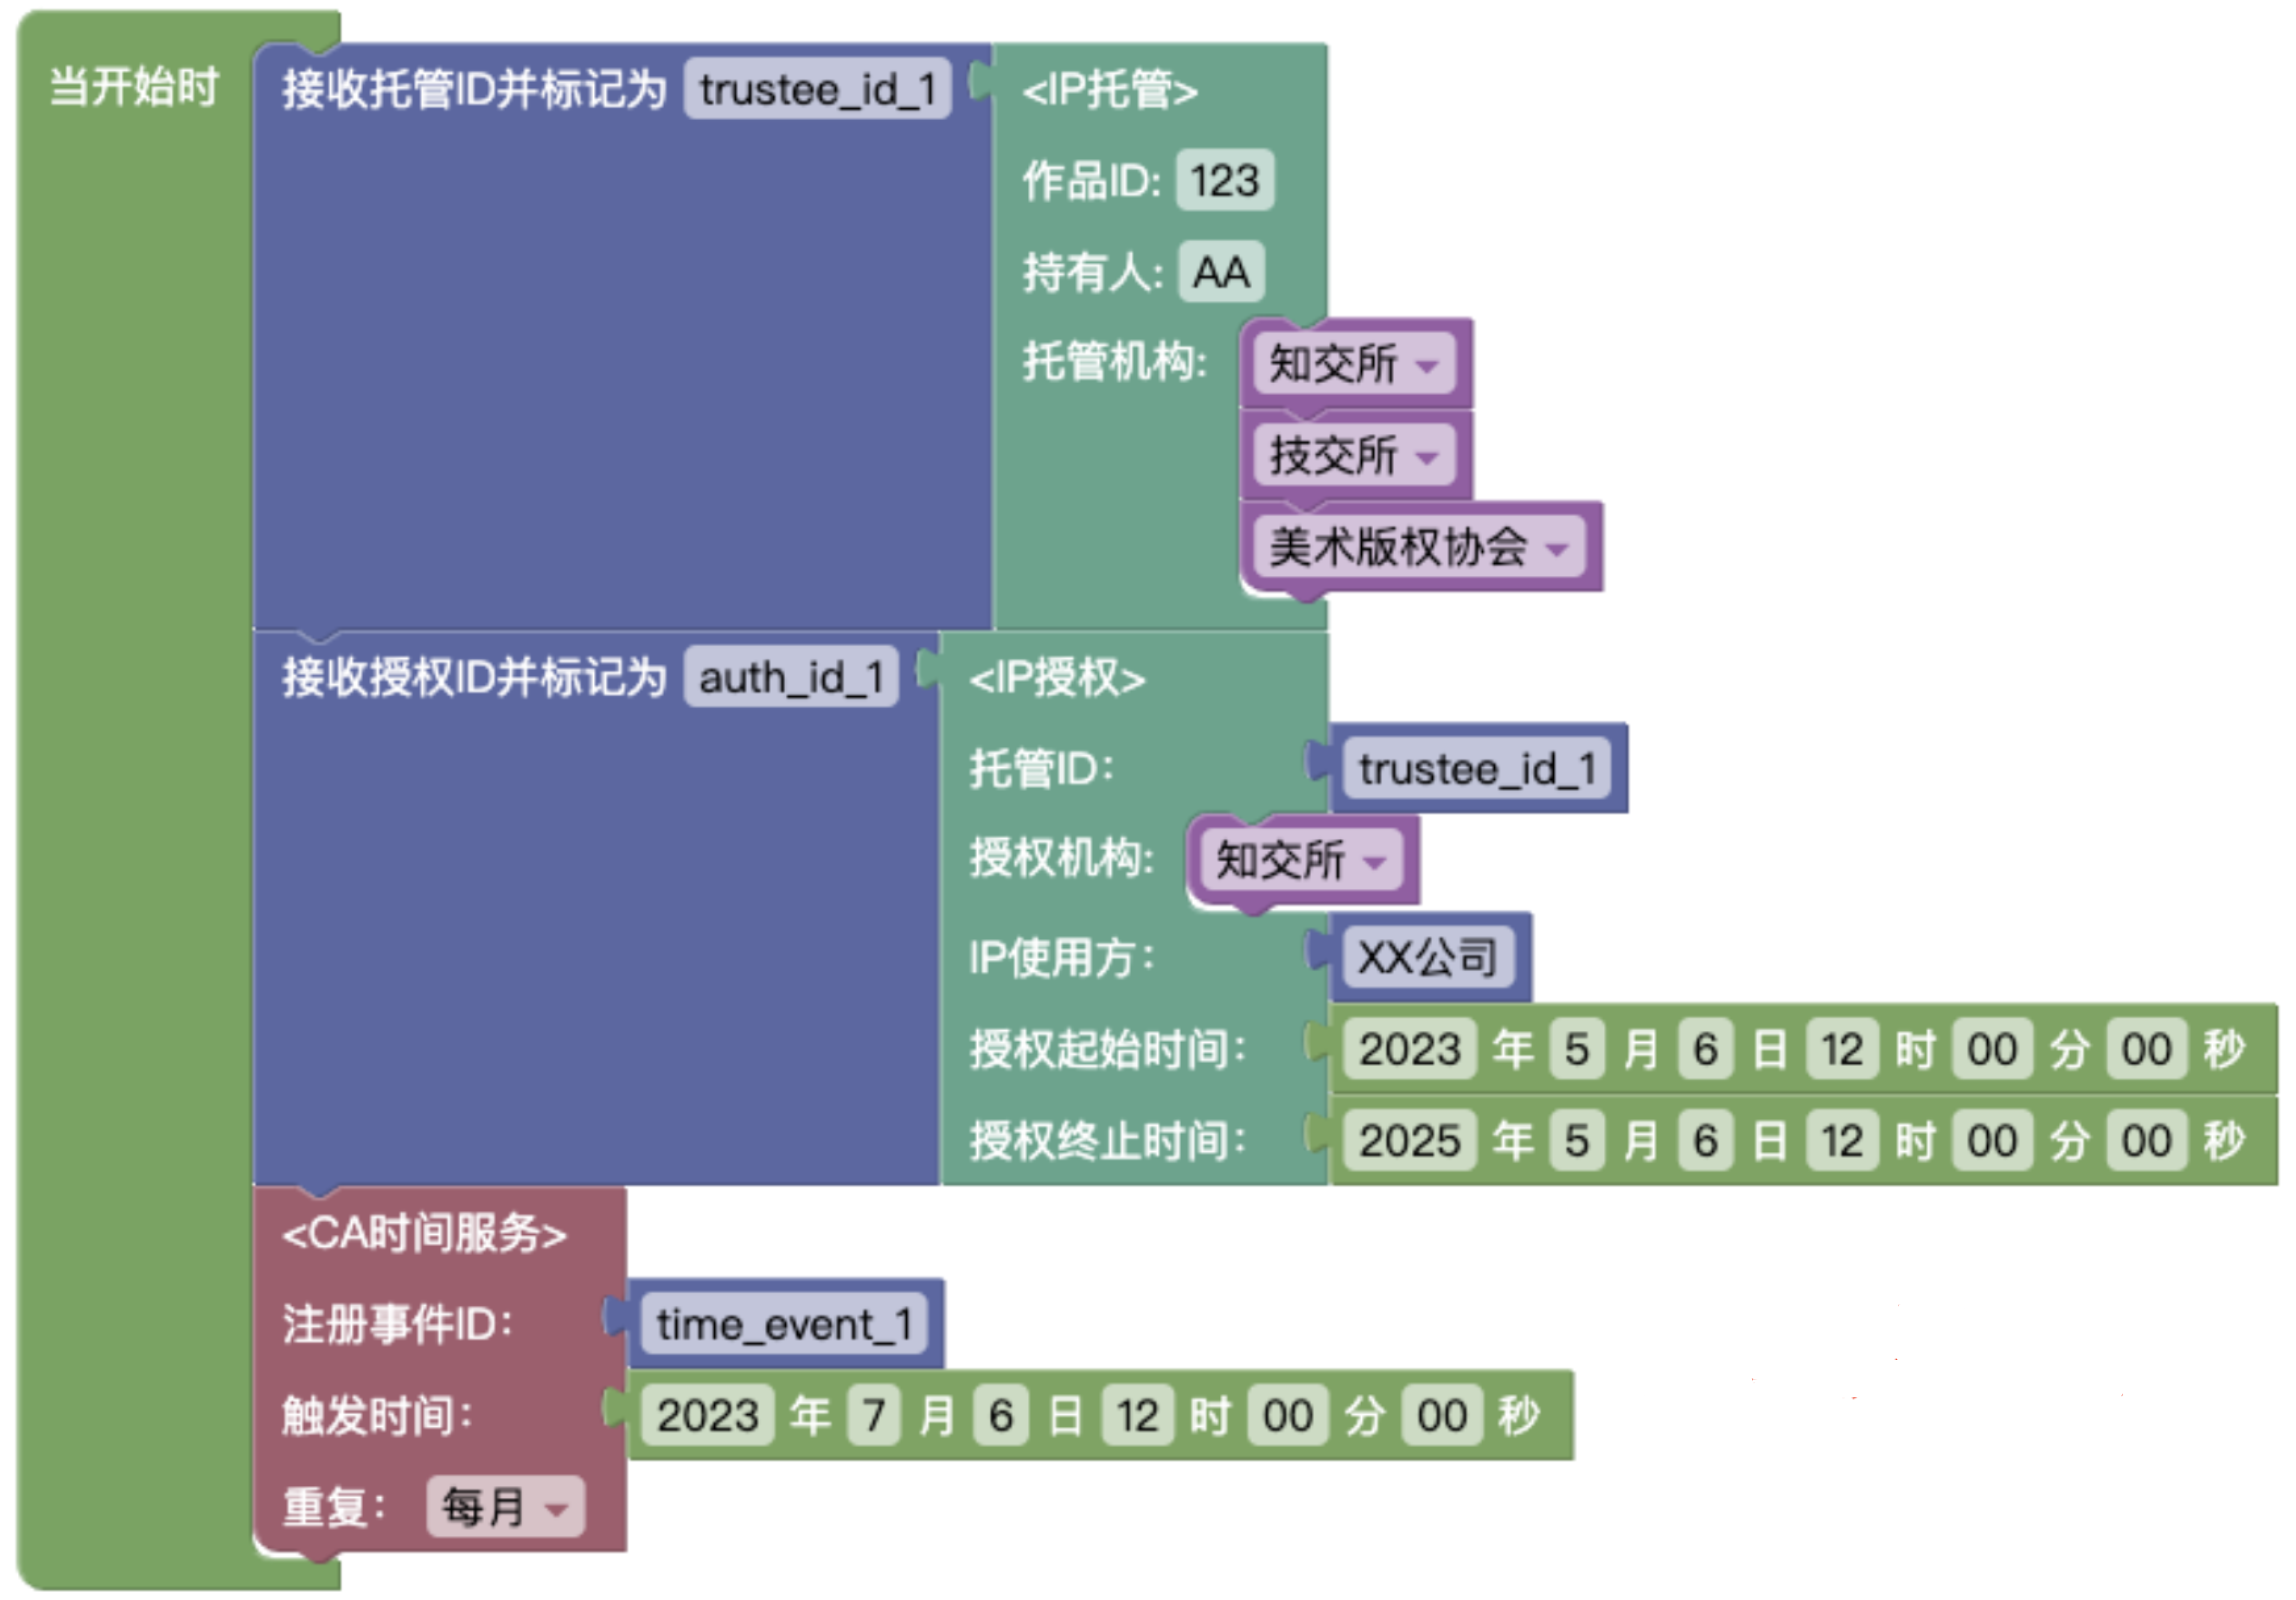 当开始时 接收托管ID并标记为 trustee_id_1 <IP托管>
作品ID: 123
持有人: AA
托管机构: 知交所
技交所
美术版权协会
接收授权ID并标记为 auth_id_1 <IP授权>
托管ID： trustee_id_1
授权机构: 知交所
IP使用方： XX公司
授权起始时间： 2023 年 5 月 6 日 12 时 00 分 00 秒
授权终止时间： 2025 年 5 月 6 日 12 时 00 分 00 秒
<CA时间服务>
注册事件ID： time_event_1
触发时间： 2023 年 7 月 6 日 12 时 00 分 00 秒
重复： 每月